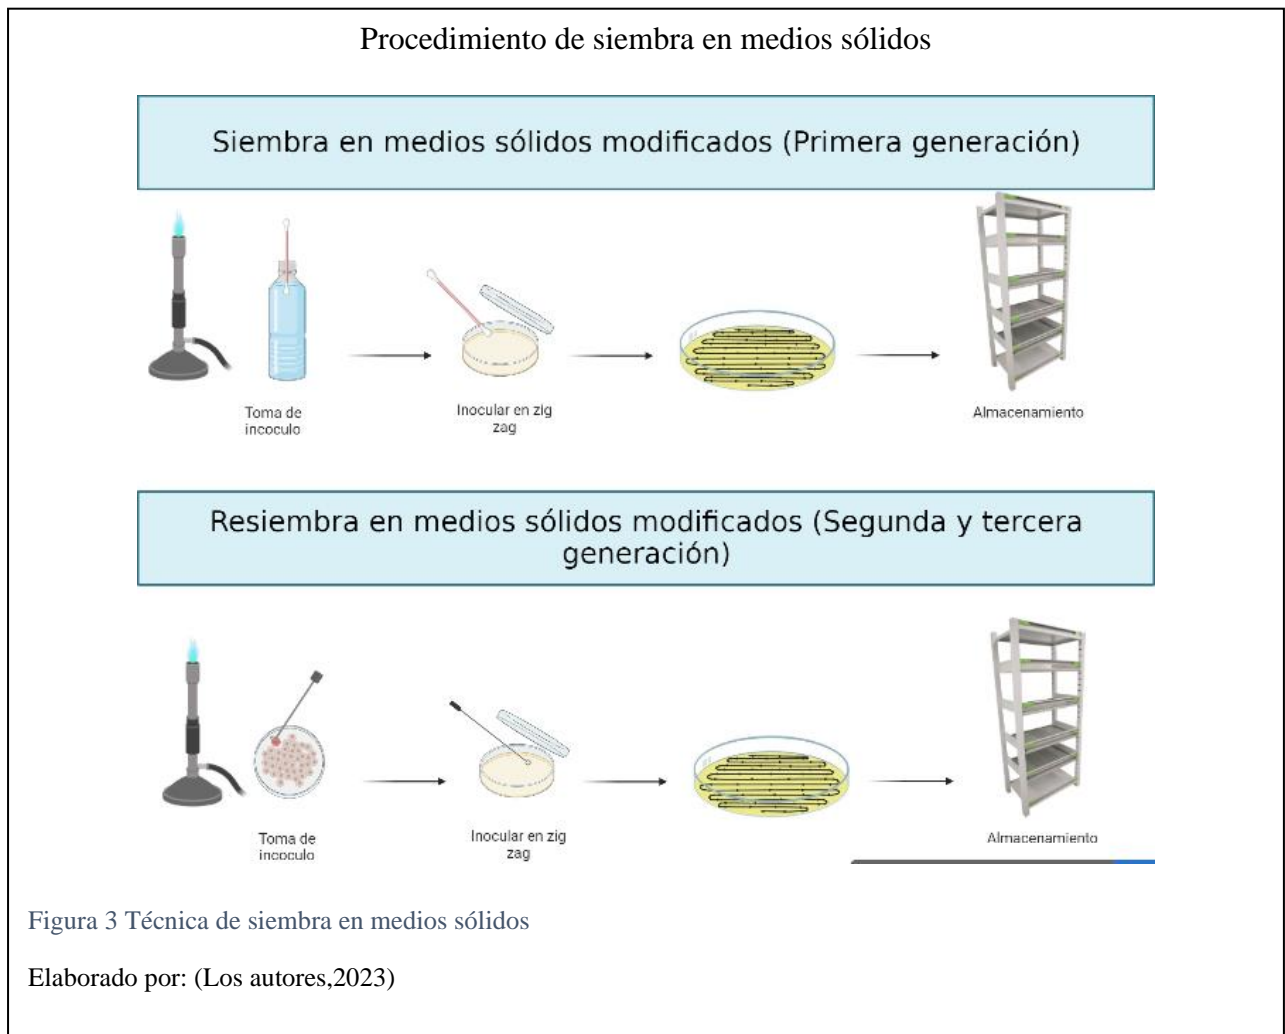 Procedimiento de siembra en medios sólidos
Siembra en medios sólidos modificados (Primera generación)
Toma de
incoculo
Inocular en zig
zag
Almacenamiento
Resiembra en medios sólidos modificados (Segunda y tercera
generación)
Toma de
incoculo
Inocular en zig
zag
Almacenamiento
Figura 3 Técnica de siembra en medios sólidos
Elaborado por: (Los autores,2023)